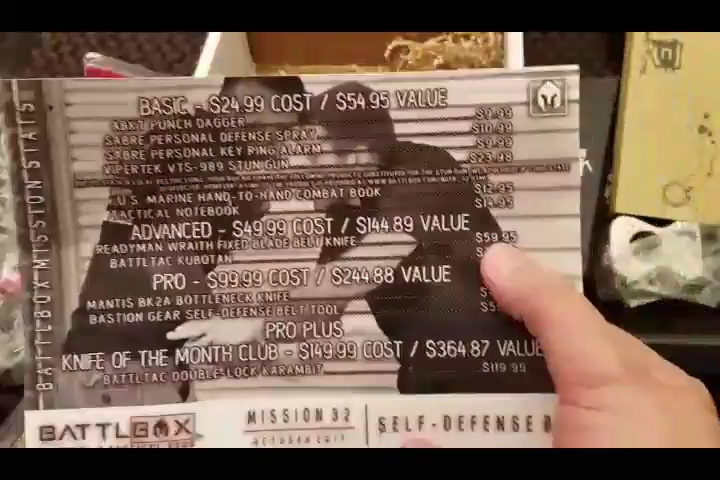 BATTLBOX MISSION STATS
BASIC - $24.99 COST / $54.95 VALUE
ABKT PUNCH DAGGER $9.99
SABRE PERSONAL DEFENSE SPRAY $10.99
SABRE PERSONAL KEY RING ALARM $9.99
VIPERTEK VTS-989 STUN GUN $23.98
U.S. MARINE HAND-TO-HAND COMBAT BOOK $12.95
TACTICAL NOTEBOOK $14.95
ADVANCED - $49.99 COST / $144.89 VALUE
READYMAN WRAITH FIXED BLADE BELT KNIFE $59.95
BATTLTAC KUBOTAN
PRO - $99.99 COST / $244.88 VALUE
MANTIS BK2A BOTTLENECK KNIFE
BASTION GEAR SELF-DEFENSE BELT TOOL
PRO PLUS
KNIFE OF THE MONTH CLUB - $149.99 COST / $364.87 VALUE
BATTLTAC DOUBLE-LOCK KARAMBIT $119.99
BATTLBOX
MISSION 32
OCTOBER 2017
SELF-DEFENSE